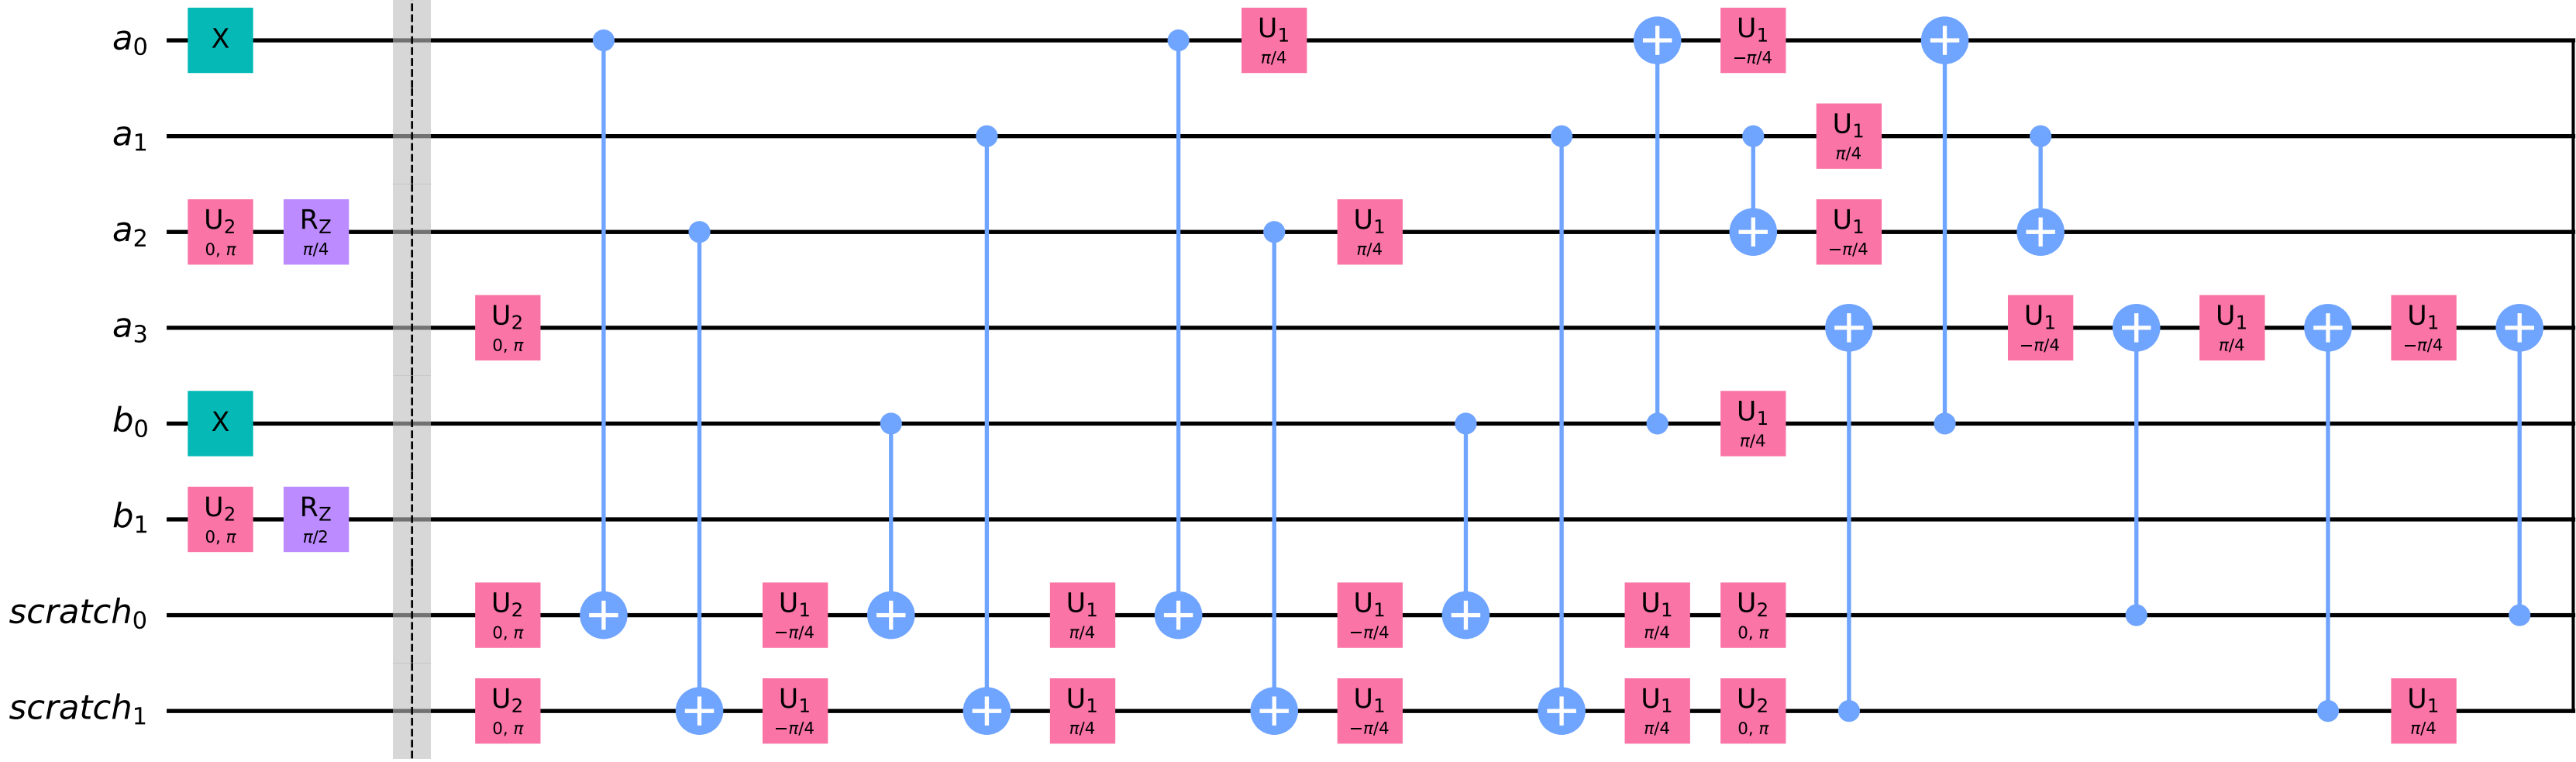 a0 X U1 π/4 U1 −π/4
a1 U1 π/4
a2 U2 0, π RZ π/4 U1 π/4 U1 −π/4
a3 U2 0, π U1 −π/4 U1 π/4 U1 −π/4
b0 X U1 π/4
b1 U2 0, π RZ π/2
scratch0 U2 0, π U1 −π/4 U1 π/4 U1 −π/4 U1 π/4 U2 0, π
scratch1 U2 0, π U1 −π/4 U1 π/4 U1 −π/4 U1 π/4 U2 0, π U1 π/4